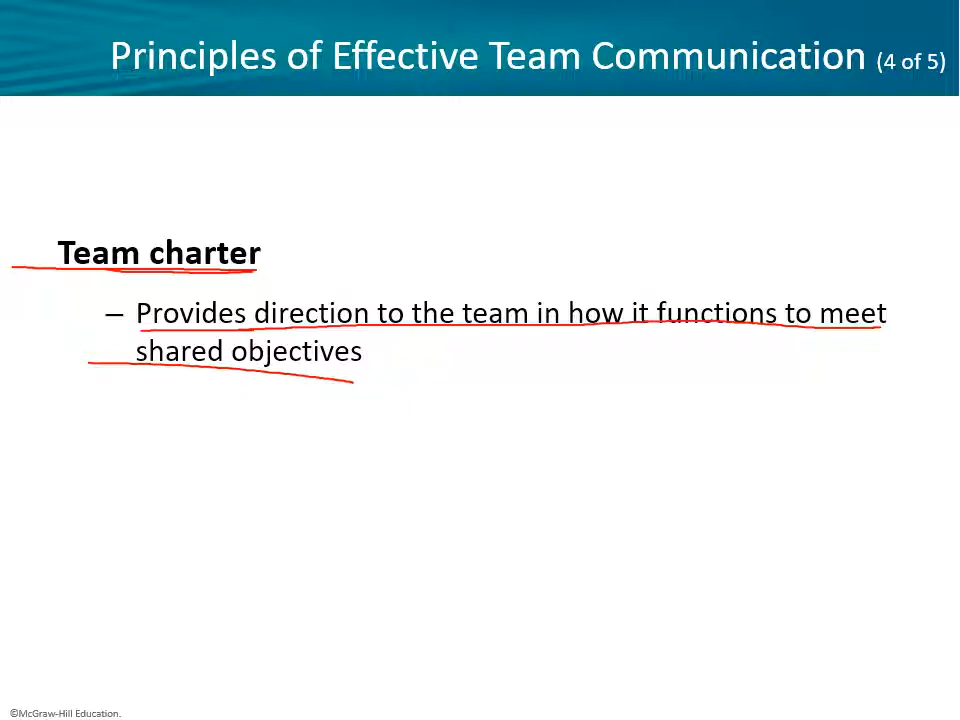 Principles of Effective Team Communication (4 of 5)
Team charter
– Provides direction to the team in how it functions to meet
shared objectives
©McGraw-Hill Education.